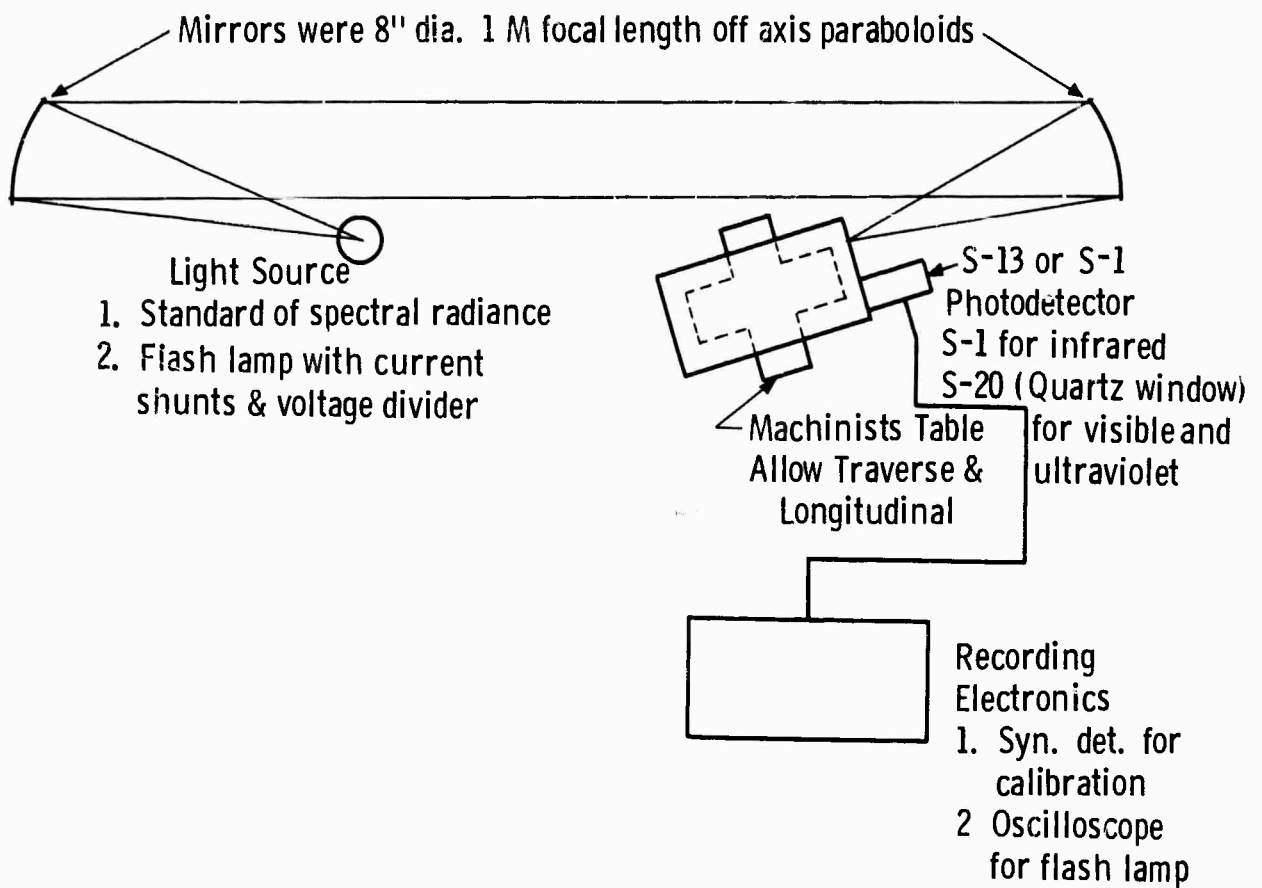 Mirrors were 8" dia. 1 M focal length off axis paraboloids
Light Source
1. Standard of spectral radiance
2. Flash lamp with current
shunts & voltage divider
S-13 or S-1
Photodetector
S-1 for infrared
S-20 (Quartz window)
for visible and
ultraviolet
Machinists Table
Allow Traverse &
Longitudinal
Recording
Electronics
1. Syn. det. for
calibration
2 Oscilloscope
for flash lamp